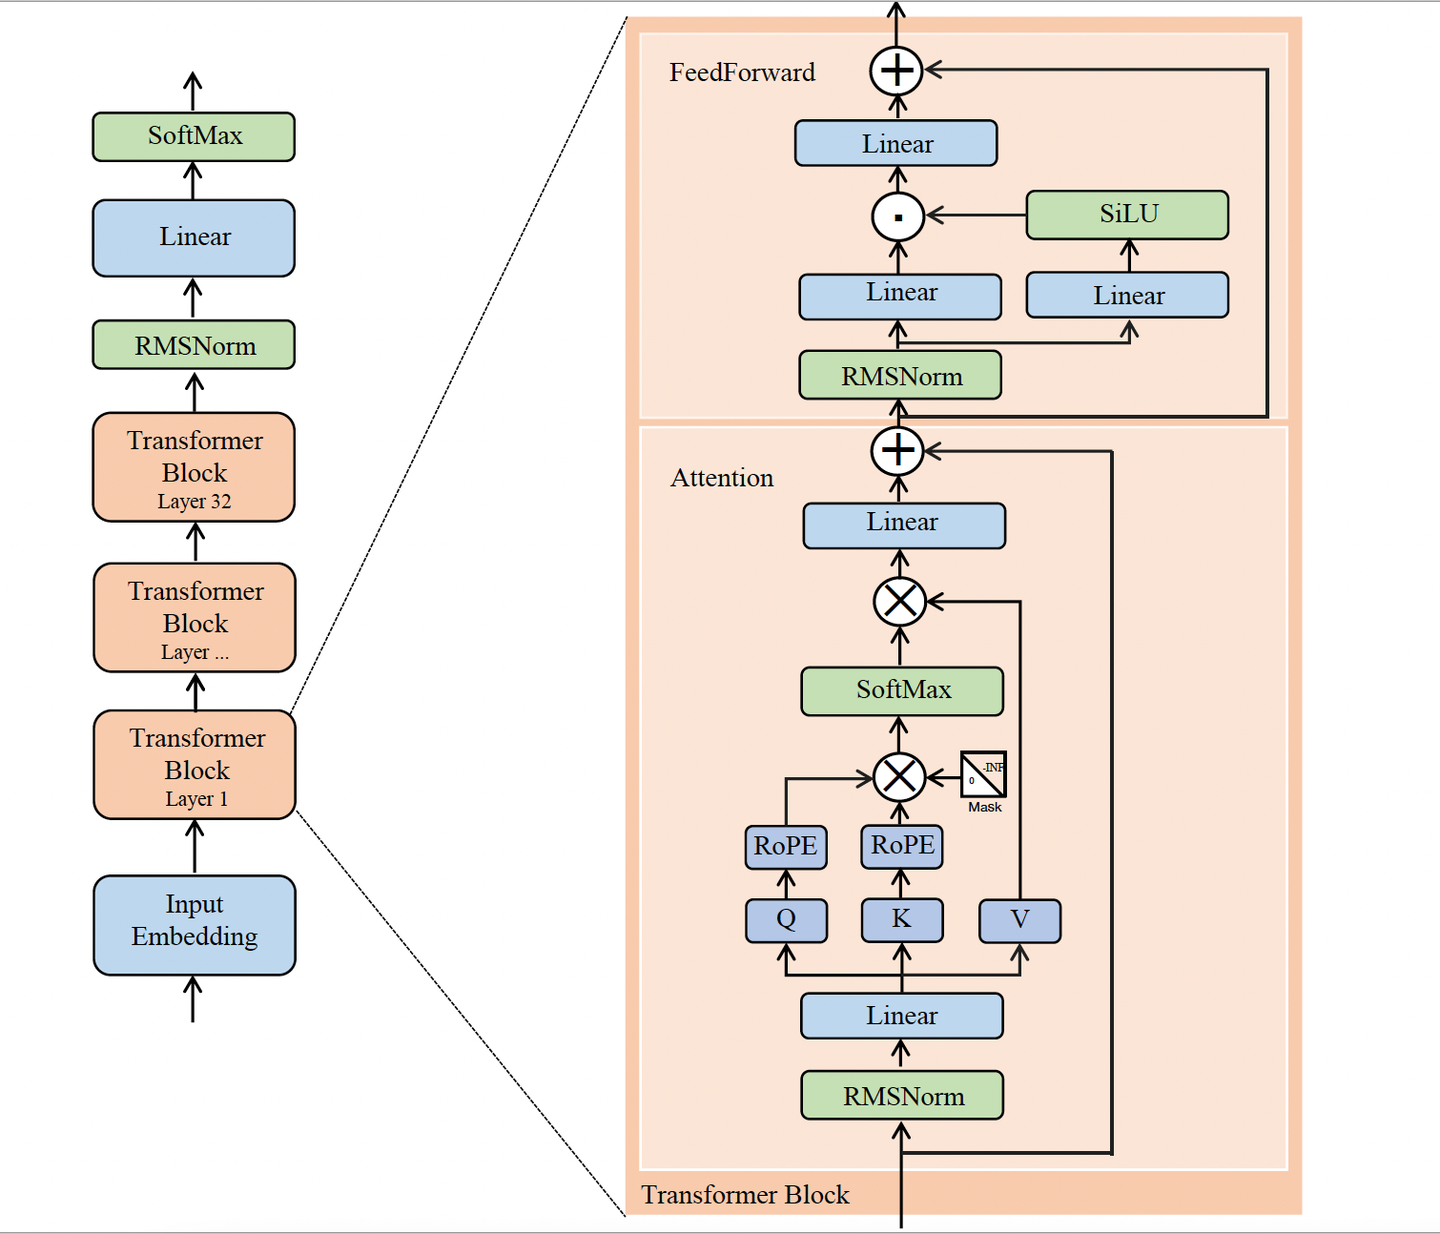 SoftMax
Linear
RMSNorm
Transformer
Block
Layer 32
Transformer
Block
Layer ...
Transformer
Block
Layer 1
Input
Embedding
FeedForward
Linear
SiLU
Linear
Linear
RMSNorm
Attention
Linear
SoftMax
-INF
0
Mask
RoPE
RoPE
Q
K
V
Linear
RMSNorm
Transformer Block